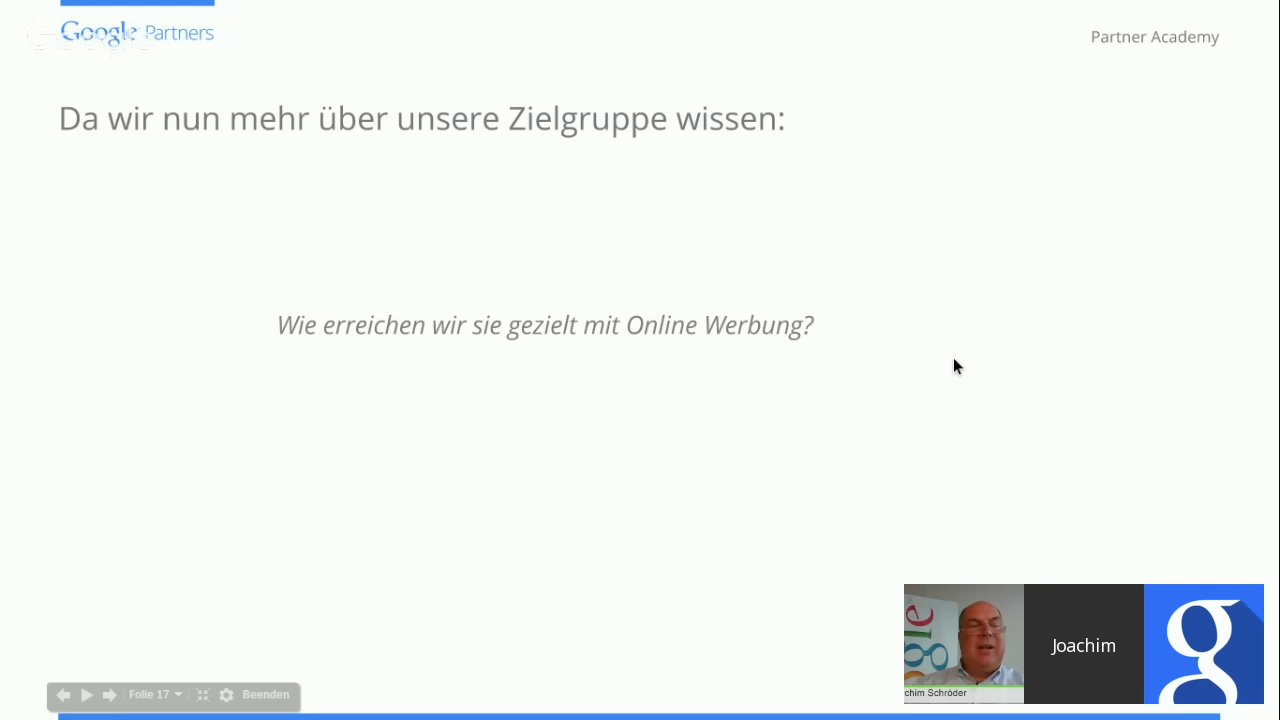 Google Partners
Partner Academy
Da wir nun mehr über unsere Zielgruppe wissen:
Wie erreichen wir sie gezielt mit Online Werbung?
Joachim
chim Schröder
Folie 17
Beenden